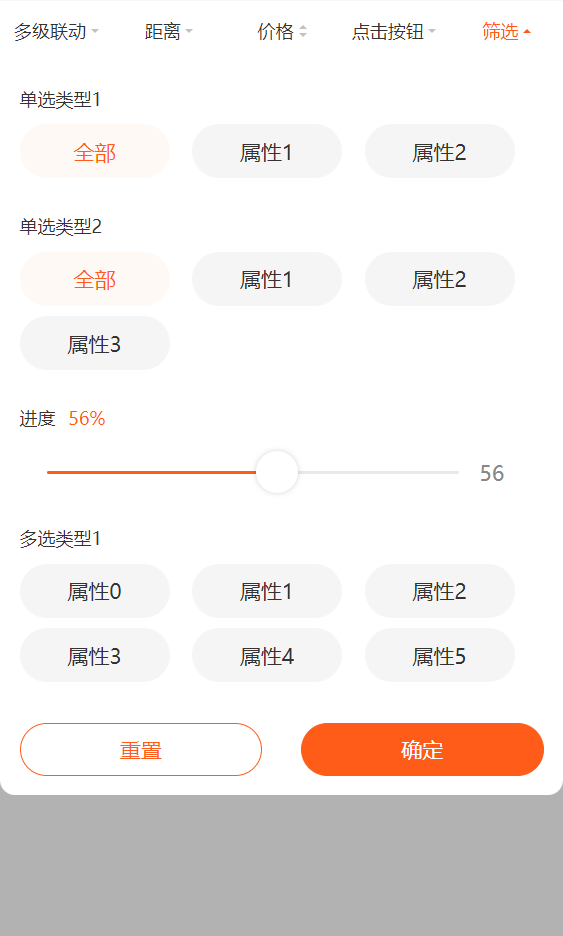 多级联动 距离 价格 点击按钮 筛选
单选类型1
全部 属性1 属性2
单选类型2
全部 属性1 属性2
属性3
进度 56%
56
多选类型1
属性0 属性1 属性2
属性3 属性4 属性5
重置 确定